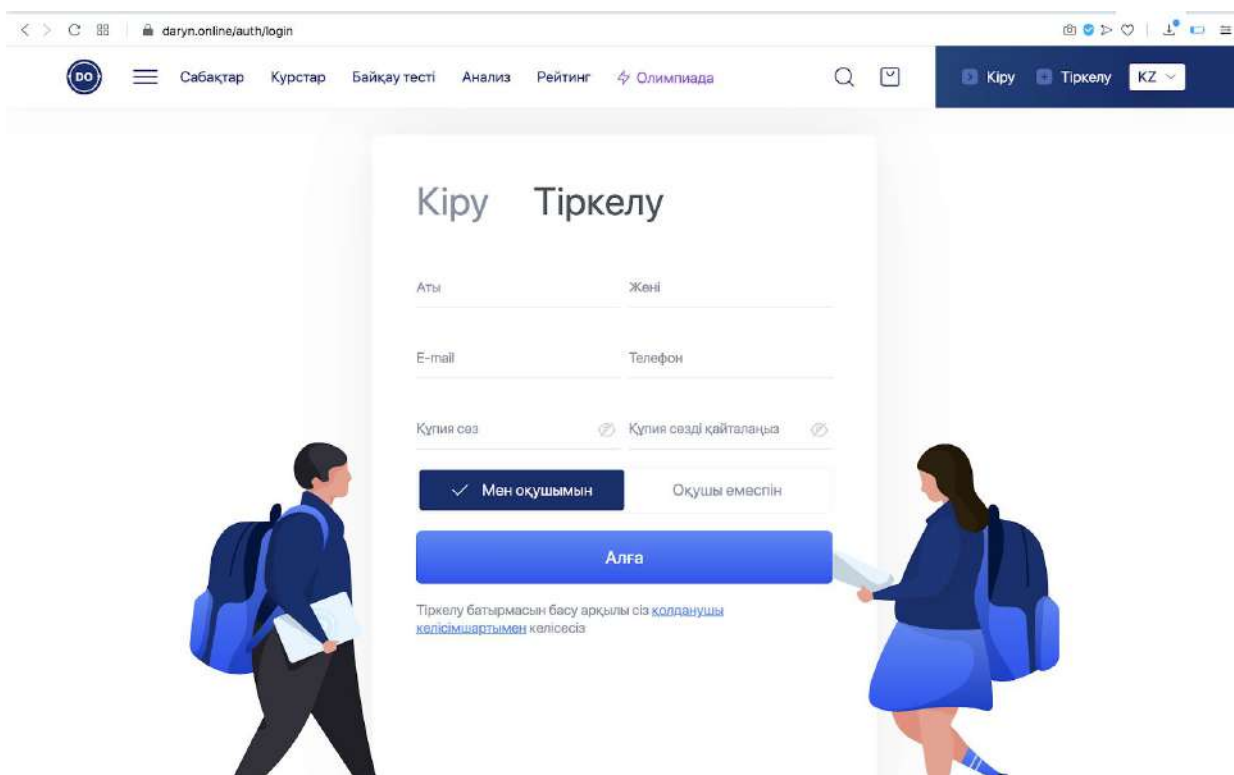 daryn.online/auth/login
DO Сабақтар Курстар Байқау тесті Анализ Рейтинг Олимпиада Кіру Тіркелу KZ
Кіру Тіркелу
Аты Жөні
E-mail Телефон
Құпия сөз Құпия сөзді қайталаңыз
Мен оқушымын Оқушы емеспін
Алға
Тіркелу батырмасын басу арқылы сіз қолданушы
келісімшартымен келісесіз